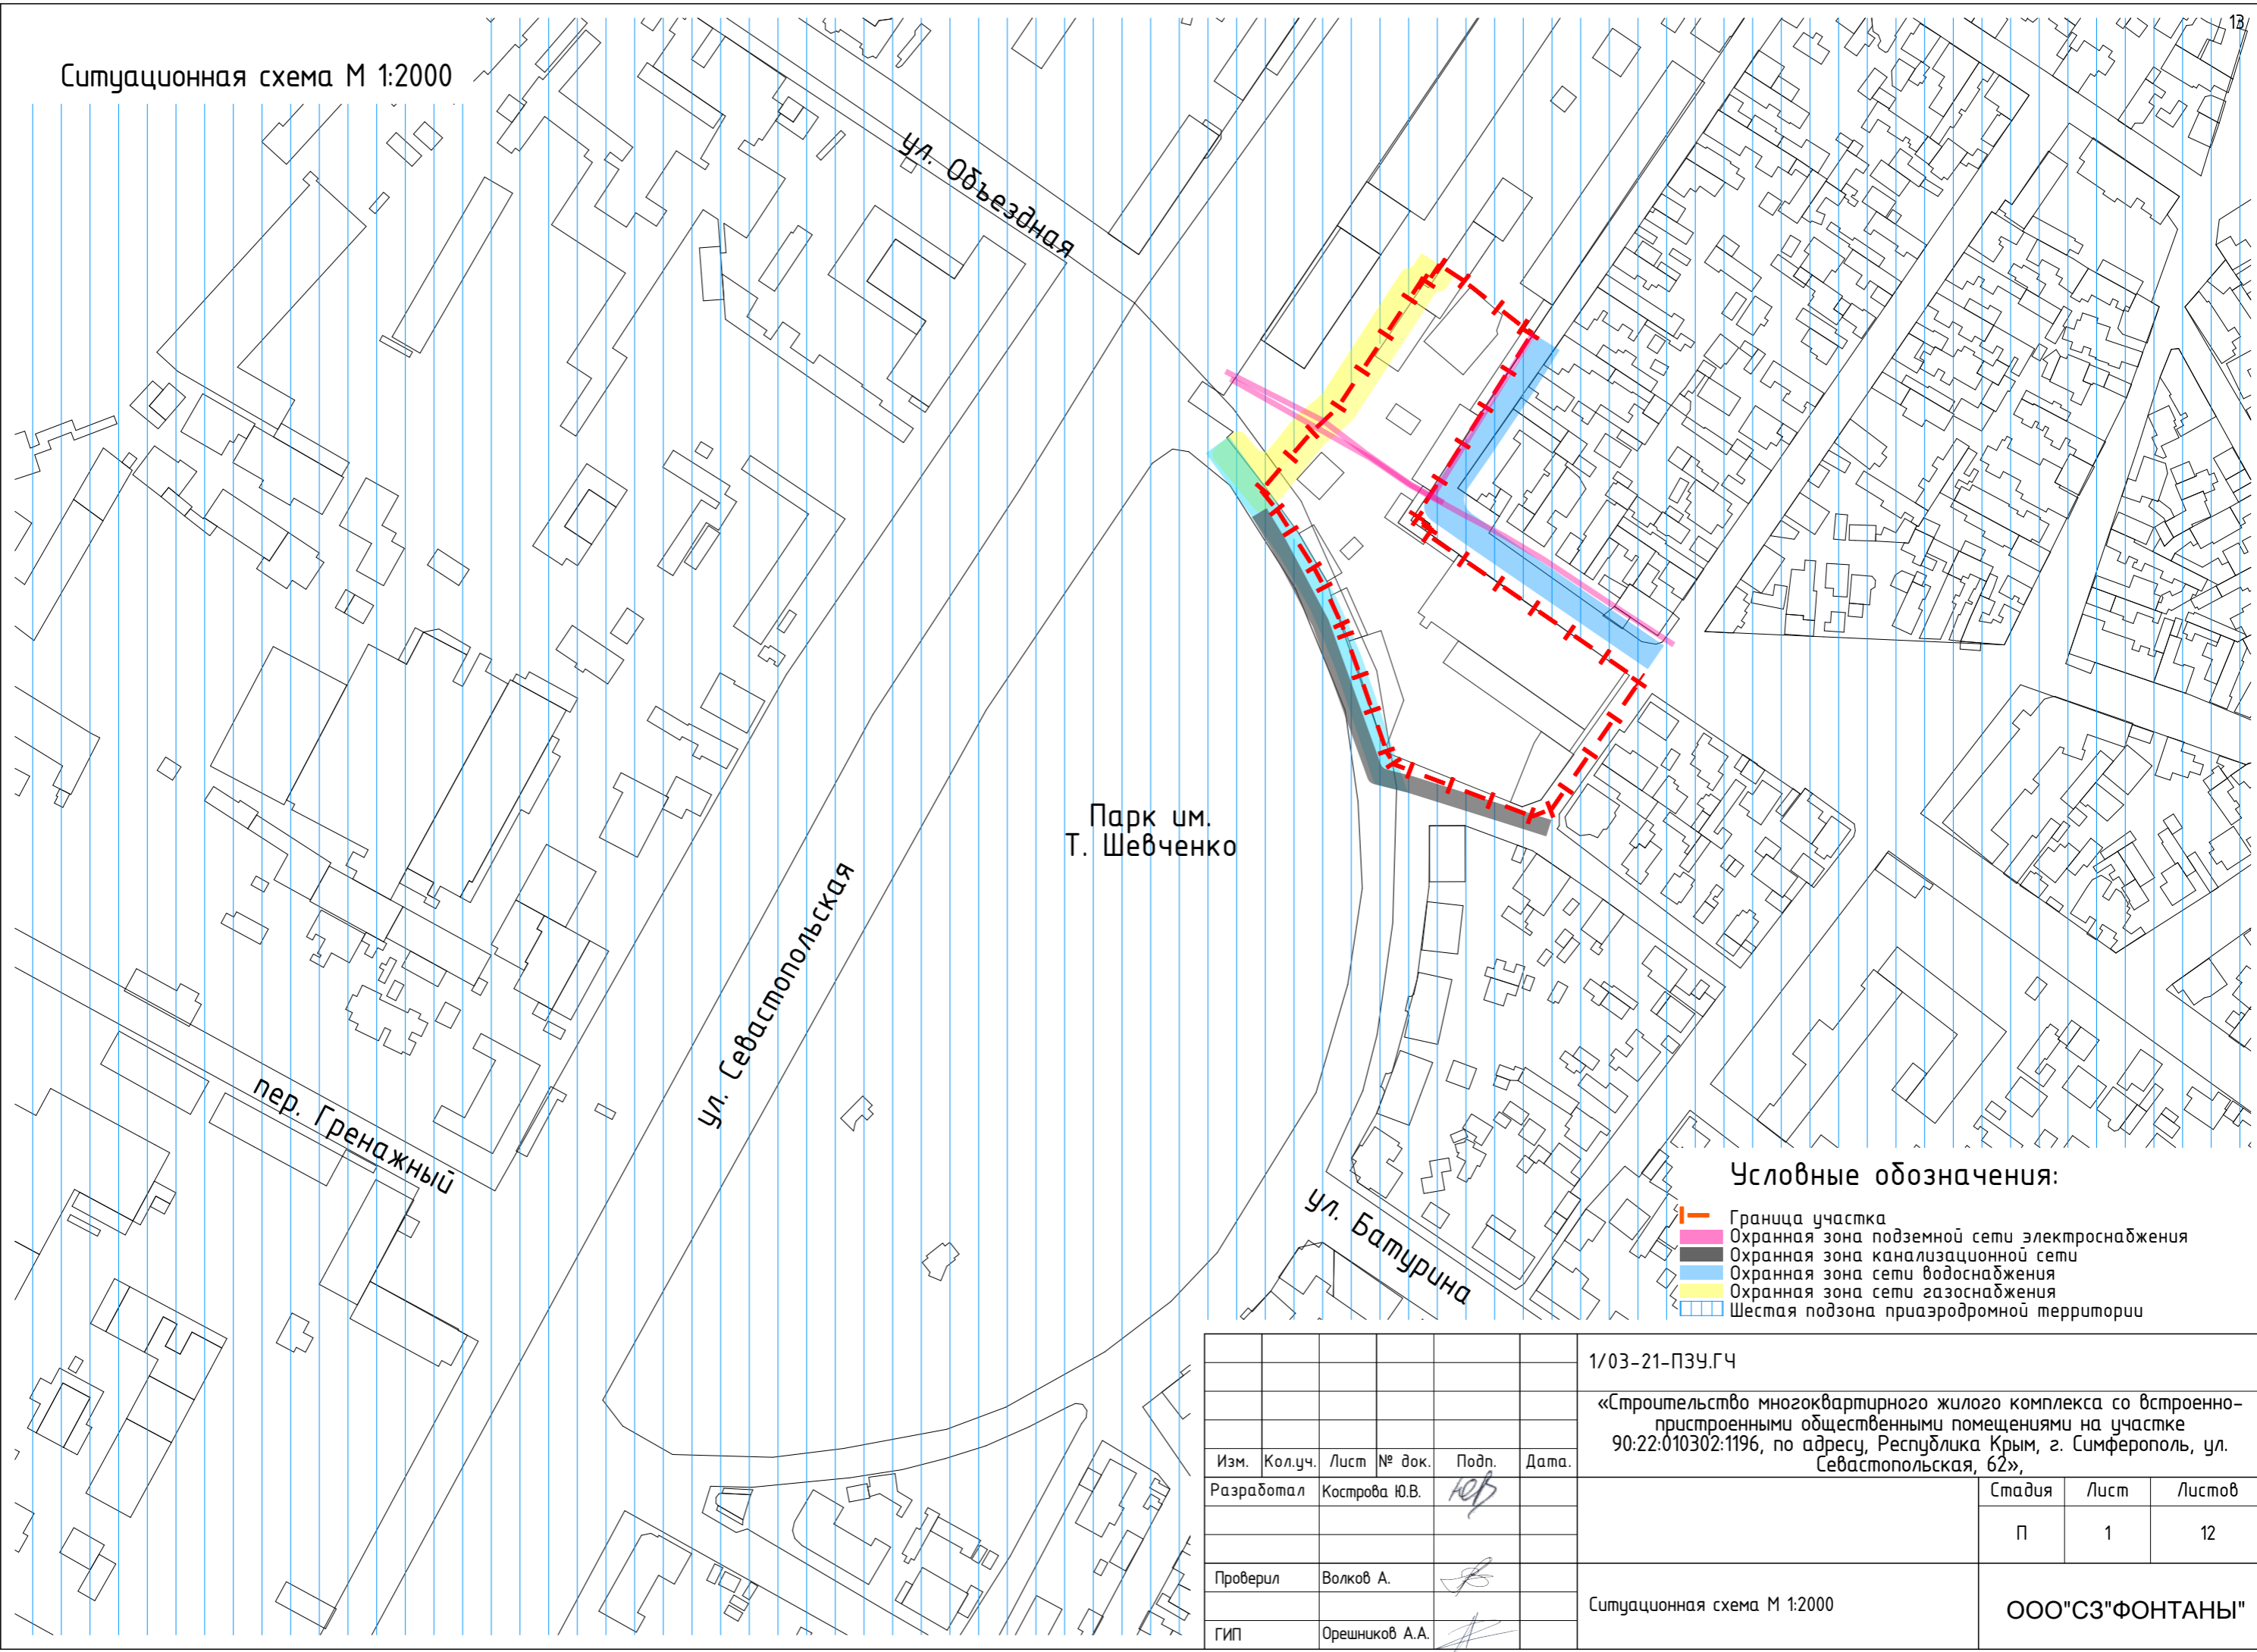 13
Ситуационная схема М 1:2000
ул. Объездная
Парк им.
Т. Шевченко
ул. Севастопольская
пер. Гренажный
ул. Батурина
Условные обозначения:
Граница участка
Охранная зона подземной сети электроснабжения
Охранная зона канализационной сети
Охранная зона сети водоснабжения
Охранная зона сети газоснабжения
Шестая подзона приаэродромной территории
1/03-21-ПЗУ.ГЧ
«Строительство многоквартирного жилого комплекса со встроенно-
пристроенными общественными помещениями на участке
90:22:010302:1196, по адресу, Республика Крым, г. Симферополь, ул.
Севастопольская, 62»,
Изм. Кол.уч. Лист № док. Подп. Дата.
Разработал Кострова Ю.В.
Стадия Лист Листов
П 1 12
Проверил Волков А.
Ситуационная схема М 1:2000
ООО"СЗ"ФОНТАНЫ"
ГИП Орешников А.А.